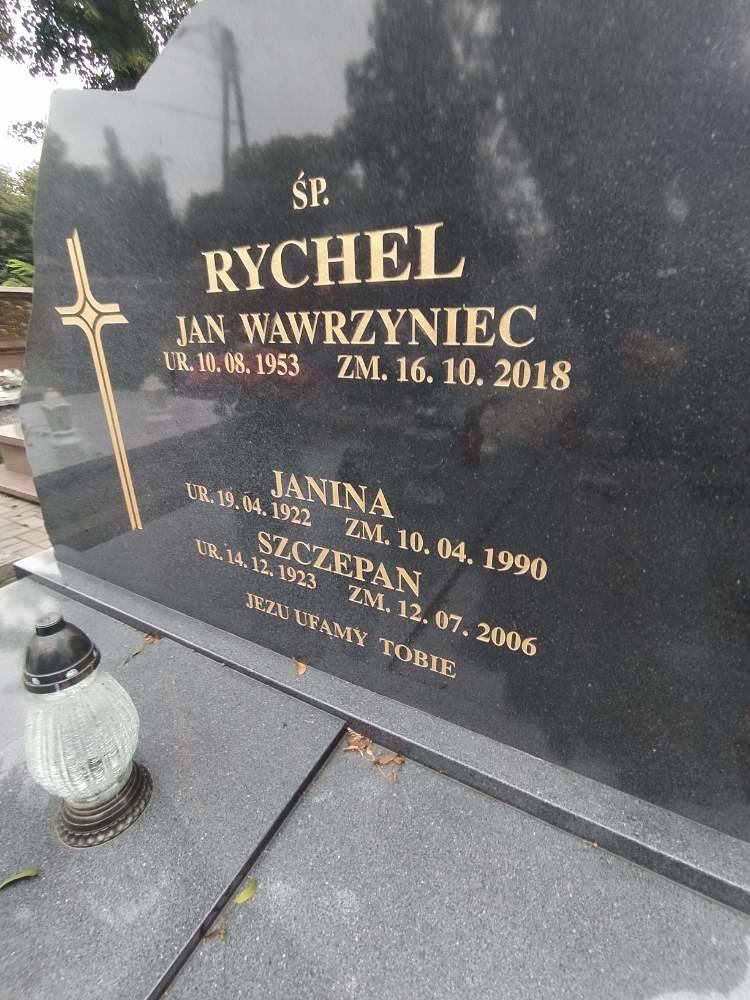 ŚP.
RYCHEL
JAN WAWRZYNIEC
UR. 10. 08. 1953 ZM. 16. 10. 2018
JANINA
UR. 19. 04. 1922 ZM. 10. 04. 1990
SZCZEPAN
UR. 14. 12. 1923 ZM. 12. 07. 2006
JEZU UFAMY TOBIE